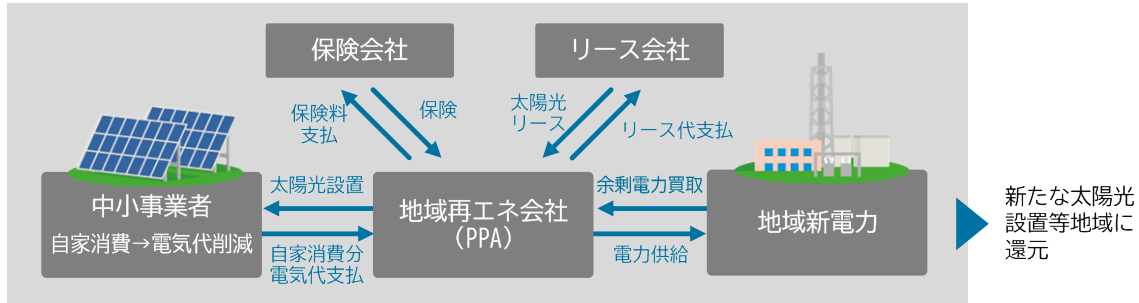 保険会社
リース会社
保険料
支払
保険
太陽光
リース
リース代支払
中小事業者
自家消費→電気代削減
太陽光設置
自家消費分
電気代支払
地域再エネ会社
(PPA)
余剰電力買取
電力供給
地域新電力
新たな太陽光
設置等地域に
還元